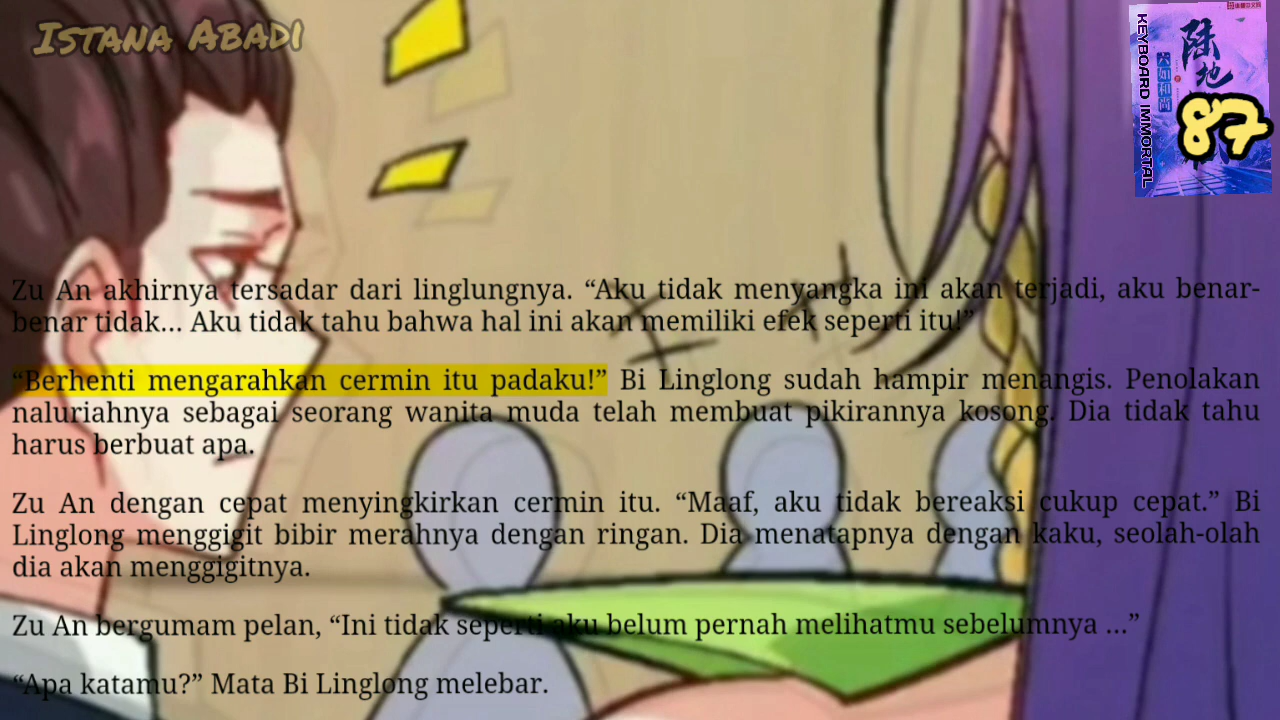 Istana Abadi
KEYBOARD IMMORTAL
陆地
87
Zu An akhirnya tersadar dari linglungnya. “Aku tidak menyangka ini akan terjadi, aku benar-
benar tidak... Aku tidak tahu bahwa hal ini akan memiliki efek seperti itu!”
“Berhenti mengarahkan cermin itu padaku!” Bi Linglong sudah hampir menangis. Penolakan
naluriahnya sebagai seorang wanita muda telah membuat pikirannya kosong. Dia tidak tahu
harus berbuat apa.
Zu An dengan cepat menyingkirkan cermin itu. “Maaf, aku tidak bereaksi cukup cepat.” Bi
Linglong menggigit bibir merahnya dengan ringan. Dia menatapnya dengan kaku, seolah-olah
dia akan menggigitnya.
Zu An bergumam pelan, “Ini tidak seperti aku belum pernah melihatmu sebelumnya ...”
“Apa katamu?” Mata Bi Linglong melebar.